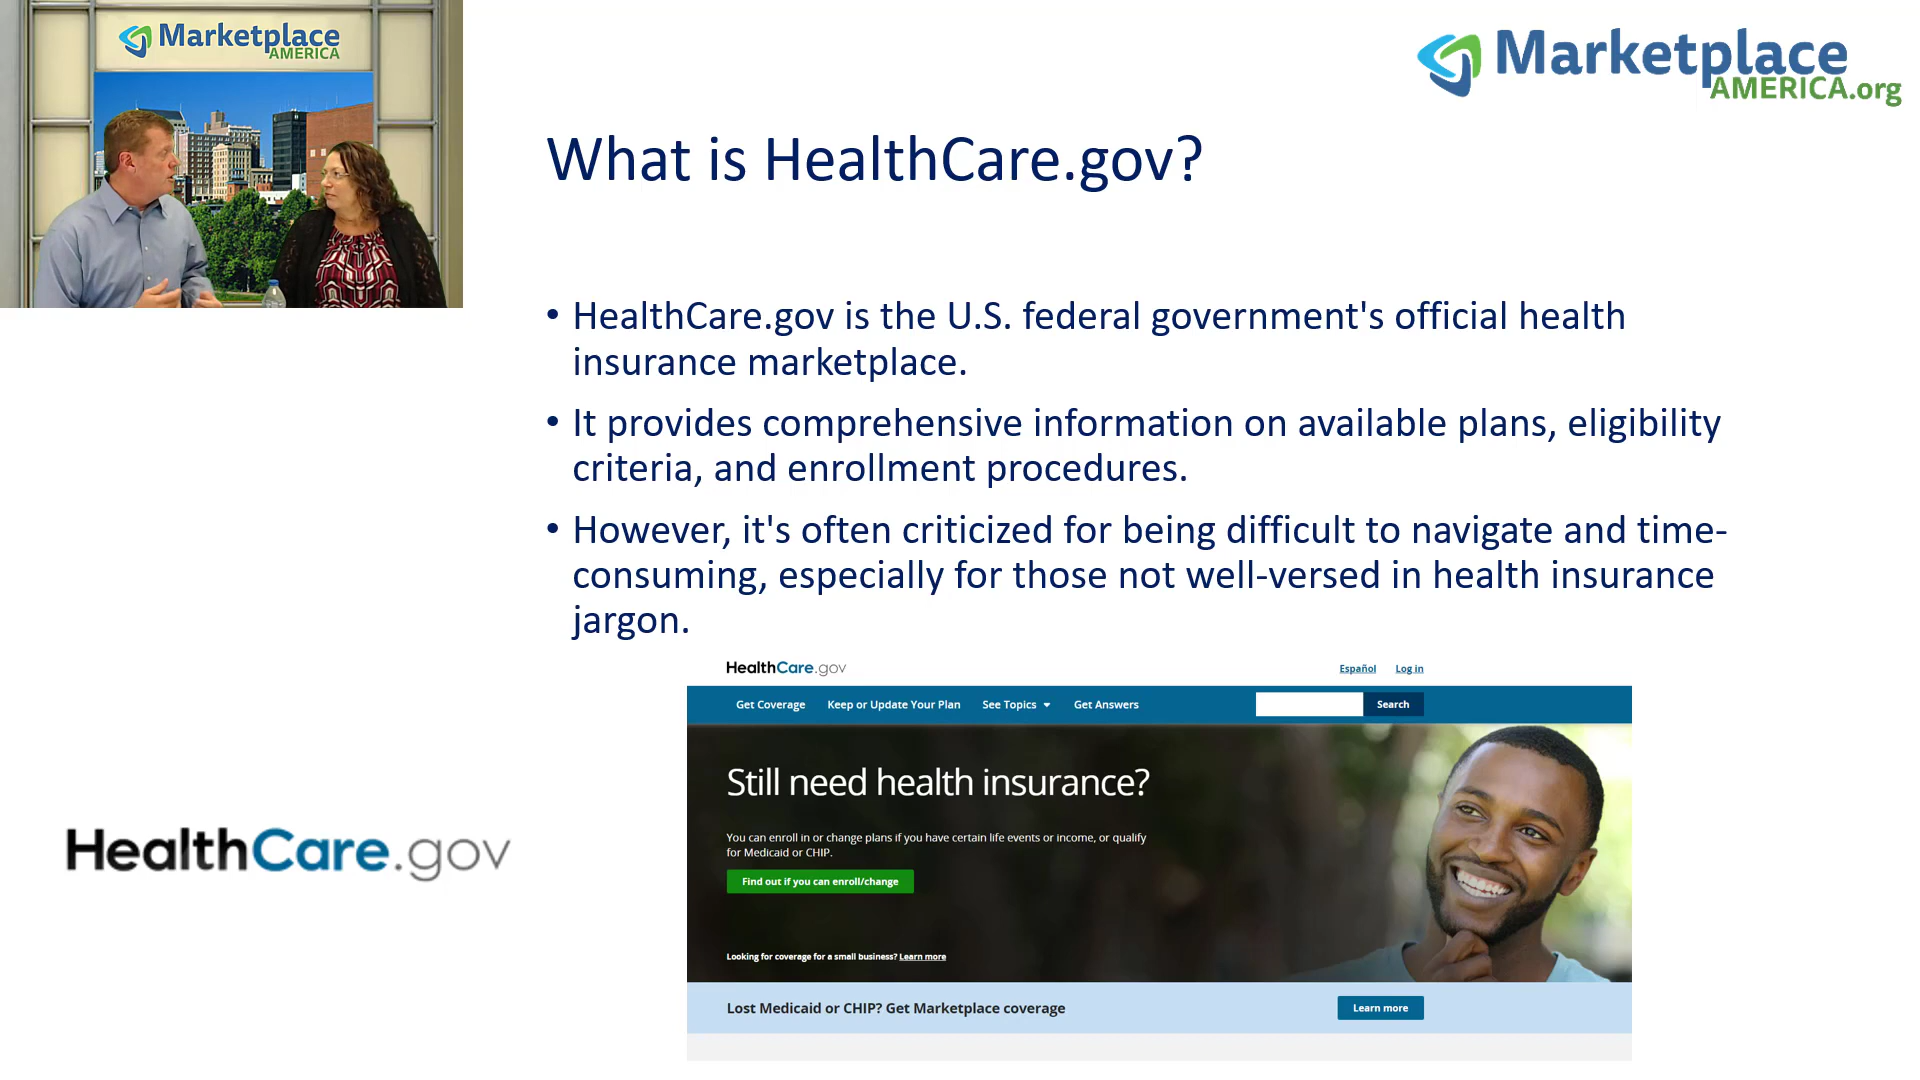 Marketplace
AMERICA
Marketplace
AMERICA.org
What is HealthCare.gov?
• HealthCare.gov is the U.S. federal government's official health
insurance marketplace.
• It provides comprehensive information on available plans, eligibility
criteria, and enrollment procedures.
• However, it's often criticized for being difficult to navigate and time-
consuming, especially for those not well-versed in health insurance
jargon.
HealthCare.gov
Español Log in
Get Coverage Keep or Update Your Plan See Topics Get Answers Search
Still need health insurance?
You can enroll in or change plans if you have certain life events or income, or qualify
for Medicaid or CHIP.
Find out if you can enroll/change
Looking for coverage for a small business? Learn more
Lost Medicaid or CHIP? Get Marketplace coverage Learn more
HealthCare.gov